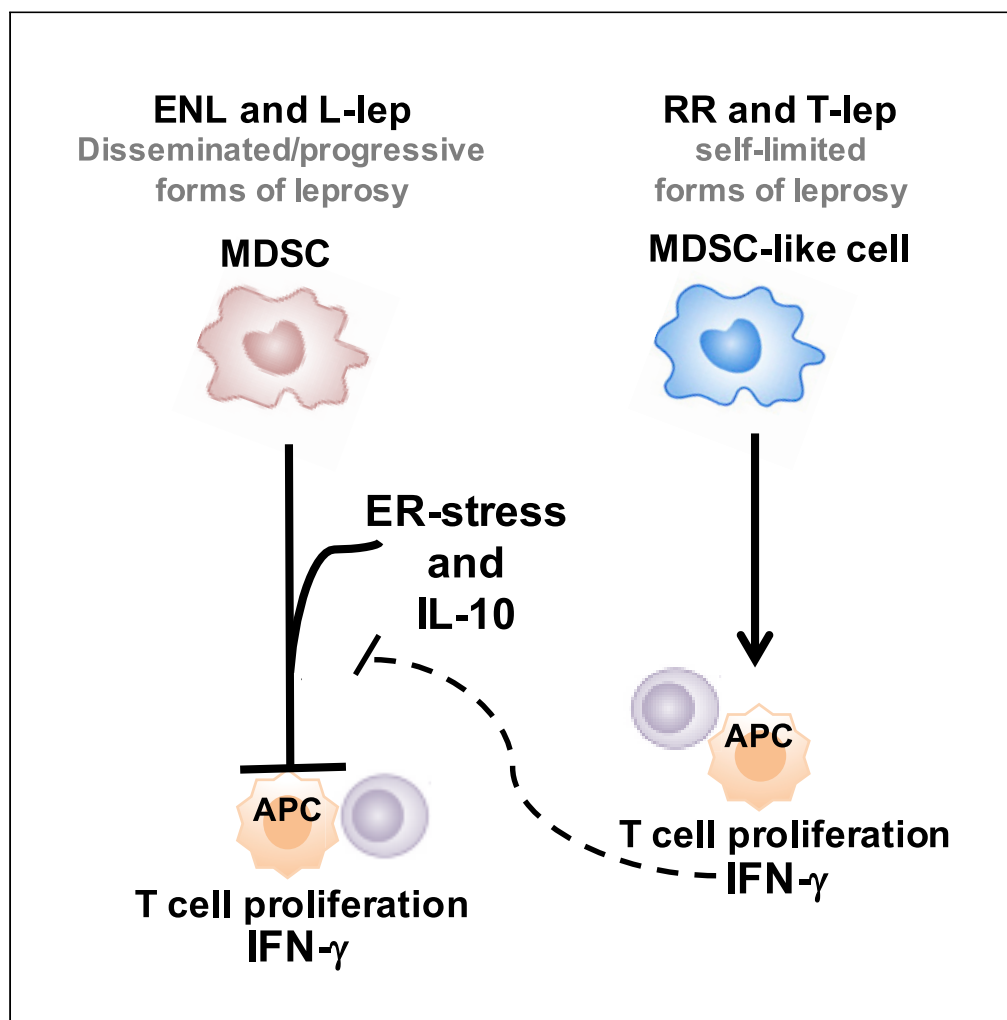 ENL and L-lep
Disseminated/progressive
forms of leprosy
MDSC
RR and T-lep
self-limited
forms of leprosy
MDSC-like cell
ER-stress
and
IL-10
APC
T cell proliferation
IFN-γ
APC
T cell proliferation
IFN-γ